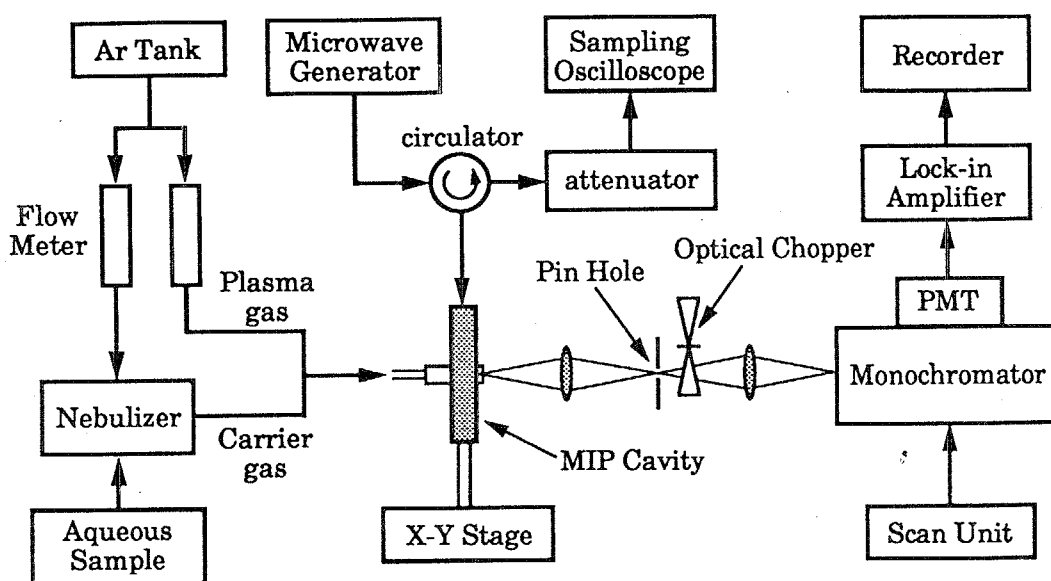 Ar Tank
Microwave
Generator
Sampling
Oscilloscope
Recorder
circulator
attenuator
Lock-in
Amplifier
Flow
Meter
Plasma
gas
Pin Hole
Optical Chopper
PMT
Monochromator
Nebulizer
Carrier
gas
MIP Cavity
Aqueous
Sample
X-Y Stage
Scan Unit